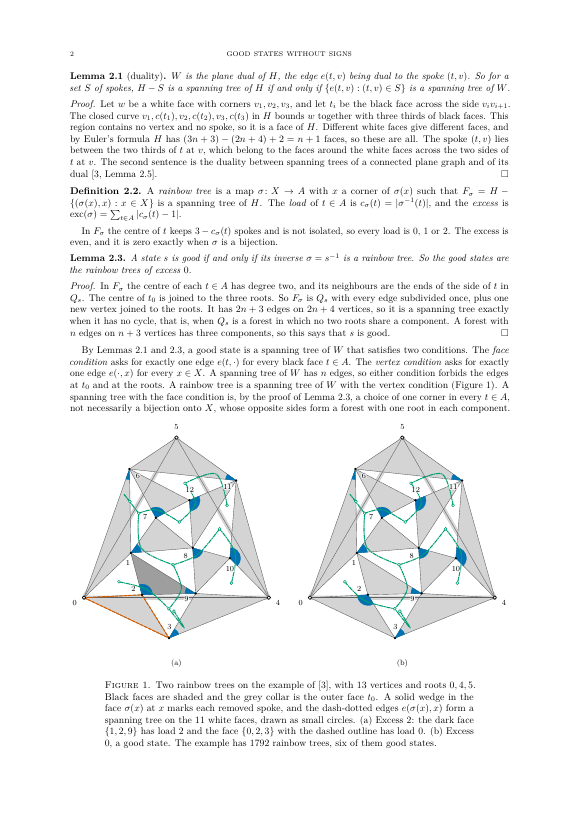 2 GOOD STATES WITHOUT SIGNS
Lemma 2.1 (duality). W is the plane dual of H, the edge e(t, v) being dual to the spoke (t, v). So for a
set S of spokes, H − S is a spanning tree of H if and only if {e(t, v) : (t, v) ∈ S} is a spanning tree of W.
Proof. Let w be a white face with corners v₁, v₂, v₃, and let tᵢ be the black face across the side vᵢvᵢ₊₁.
The closed curve v₁, c(t₁), v₂, c(t₂), v₃, c(t₃) in H bounds w together with three thirds of black faces. This
region contains no vertex and no spoke, so it is a face of H. Different white faces give different faces, and
by Euler's formula H has (3n + 3) − (2n + 4) + 2 = n + 1 faces, so these are all. The spoke (t, v) lies
between the two thirds of t at v, which belong to the faces around the white faces across the two sides of
t at v. The second sentence is the duality between spanning trees of a connected plane graph and of its
dual [3, Lemma 2.5]. □
Definition 2.2. A rainbow tree is a map σ: X → A with x a corner of σ(x) such that F_σ = H −
{(σ(x), x) : x ∈ X} is a spanning tree of H. The load of t ∈ A is c_σ(t) = |σ⁻¹(t)|, and the excess is
exc(σ) = ∑_{t∈A} |c_σ(t) − 1|.
In F_σ the centre of t keeps 3 − c_σ(t) spokes and is not isolated, so every load is 0, 1 or 2. The excess is
even, and it is zero exactly when σ is a bijection.
Lemma 2.3. A state s is good if and only if its inverse σ = s⁻¹ is a rainbow tree. So the good states are
the rainbow trees of excess 0.
Proof. In F_σ the centre of each t ∈ A has degree two, and its neighbours are the ends of the side of t in
Q_s. The centre of t₀ is joined to the three roots. So F_σ is Q_s with every edge subdivided once, plus one
new vertex joined to the roots. It has 2n + 3 edges on 2n + 4 vertices, so it is a spanning tree exactly
when it has no cycle, that is, when Q_s is a forest in which no two roots share a component. A forest with
n edges on n + 3 vertices has three components, so this says that s is good. □
By Lemmas 2.1 and 2.3, a good state is a spanning tree of W that satisfies two conditions. The face
condition asks for exactly one edge e(t, ·) for every black face t ∈ A. The vertex condition asks for exactly
one edge e(·, x) for every x ∈ X. A spanning tree of W has n edges, so either condition forbids the edges
at t₀ and at the roots. A rainbow tree is a spanning tree of W with the vertex condition (Figure 1). A
spanning tree with the face condition is, by the proof of Lemma 2.3, a choice of one corner in every t ∈ A,
not necessarily a bijection onto X, whose opposite sides form a forest with one root in each component.
5
6
12
11
7
1
8
10
2
9
0
4
3
(a)
5
6
12
11
7
1
8
10
2
9
0
4
3
(b)
Figure 1. Two rainbow trees on the example of [3], with 13 vertices and roots 0, 4, 5.
Black faces are shaded and the grey collar is the outer face t₀. A solid wedge in the
face σ(x) at x marks each removed spoke, and the dash-dotted edges e(σ(x), x) form a
spanning tree on the 11 white faces, drawn as small circles. (a) Excess 2: the dark face
{1, 2, 9} has load 2 and the face {0, 2, 3} with the dashed outline has load 0. (b) Excess
0, a good state. The example has 1792 rainbow trees, six of them good states.